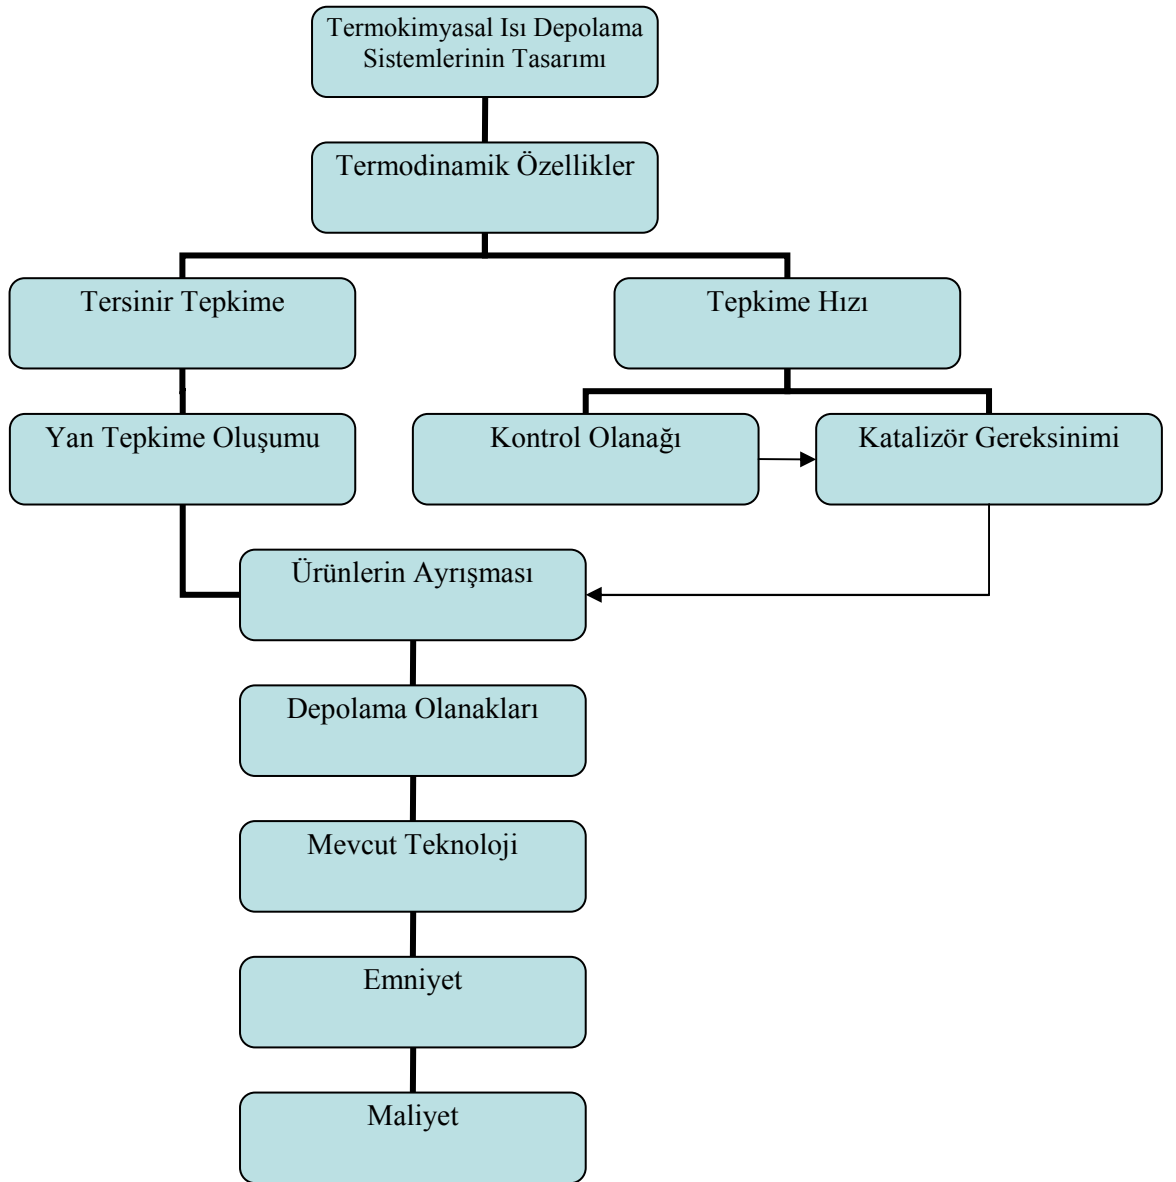 Termokimyasal Isı Depolama
Sistemlerinin Tasarımı
Termodinamik Özellikler
Tersinir Tepkime
Tepkime Hızı
Yan Tepkime Oluşumu
Kontrol Olanağı
Katalizör Gereksinimi
Ürünlerin Ayrışması
Depolama Olanakları
Mevcut Teknoloji
Emniyet
Maliyet